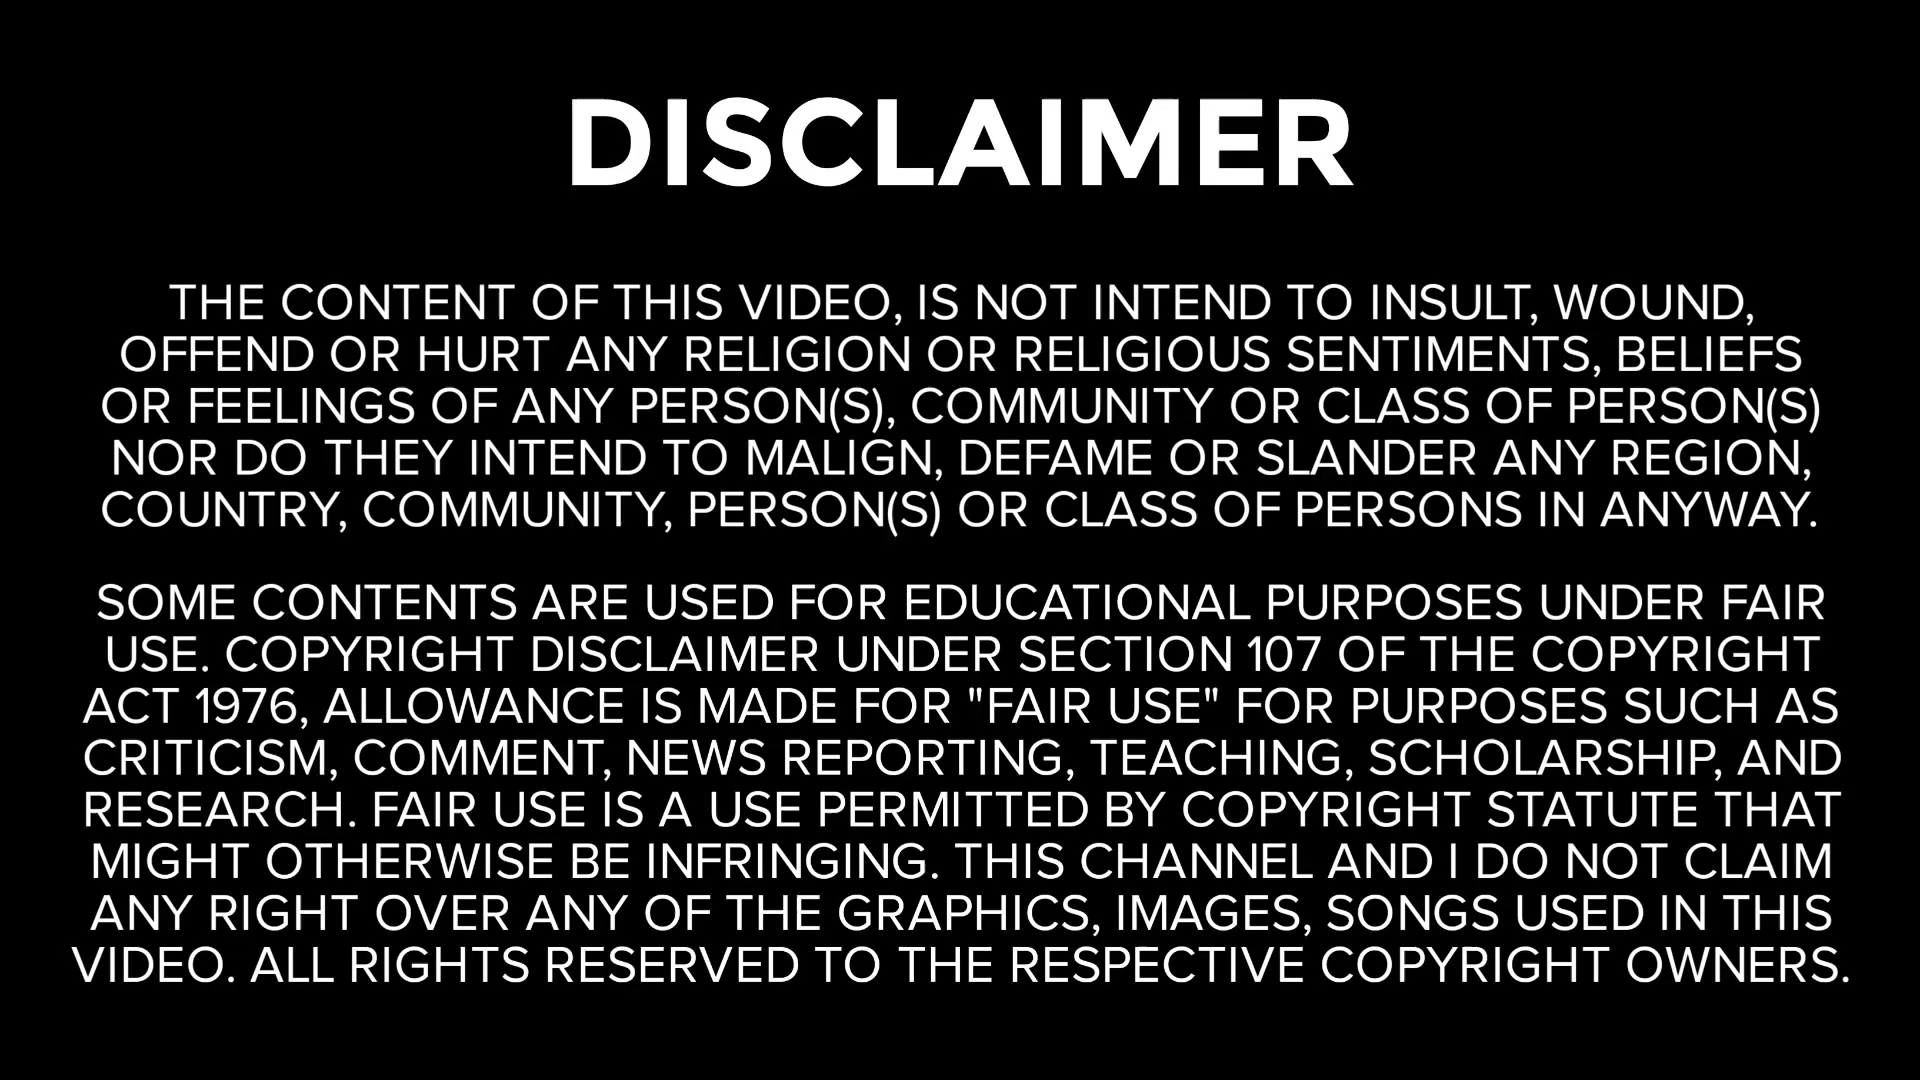 DISCLAIMER
THE CONTENT OF THIS VIDEO, IS NOT INTEND TO INSULT, WOUND,
OFFEND OR HURT ANY RELIGION OR RELIGIOUS SENTIMENTS, BELIEFS
OR FEELINGS OF ANY PERSON(S), COMMUNITY OR CLASS OF PERSON(S)
NOR DO THEY INTEND TO MALIGN, DEFAME OR SLANDER ANY REGION,
COUNTRY, COMMUNITY, PERSON(S) OR CLASS OF PERSONS IN ANYWAY.
SOME CONTENTS ARE USED FOR EDUCATIONAL PURPOSES UNDER FAIR
USE. COPYRIGHT DISCLAIMER UNDER SECTION 107 OF THE COPYRIGHT
ACT 1976, ALLOWANCE IS MADE FOR "FAIR USE" FOR PURPOSES SUCH AS
CRITICISM, COMMENT, NEWS REPORTING, TEACHING, SCHOLARSHIP, AND
RESEARCH. FAIR USE IS A USE PERMITTED BY COPYRIGHT STATUTE THAT
MIGHT OTHERWISE BE INFRINGING. THIS CHANNEL AND I DO NOT CLAIM
ANY RIGHT OVER ANY OF THE GRAPHICS, IMAGES, SONGS USED IN THIS
VIDEO. ALL RIGHTS RESERVED TO THE RESPECTIVE COPYRIGHT OWNERS.